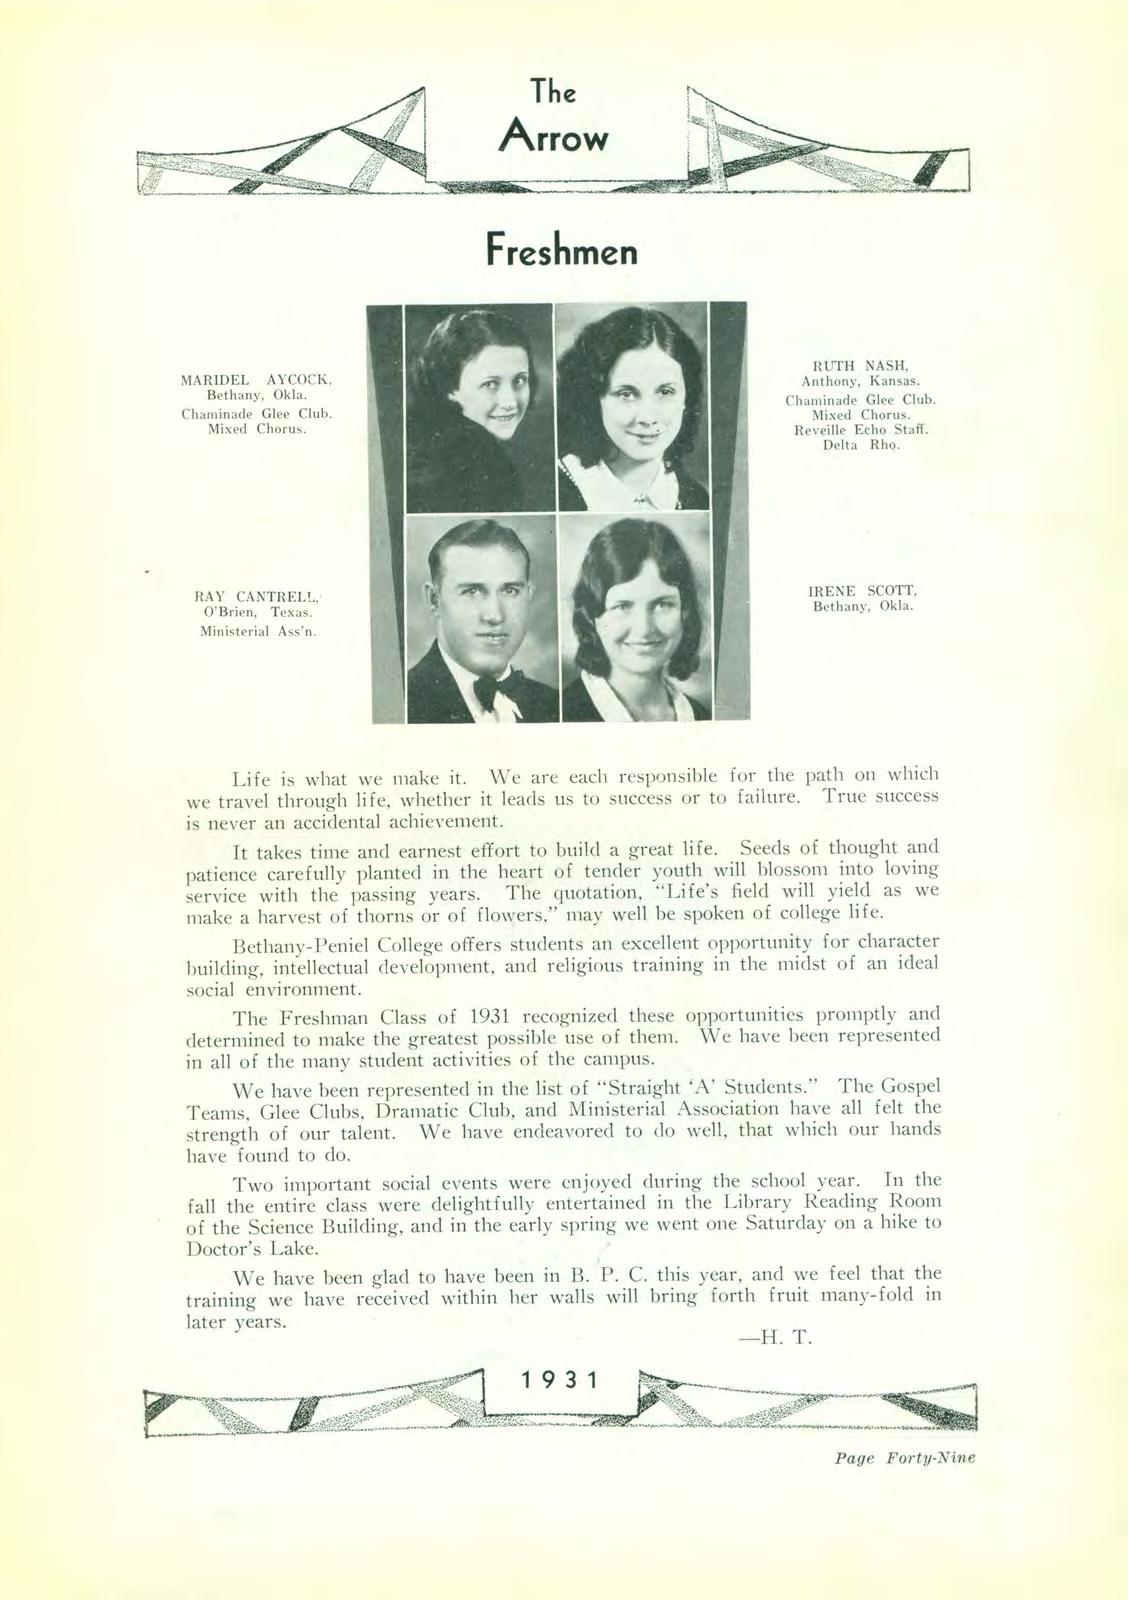 The
Arrow
Freshmen
MARIDEL AYCOCK,
Bethany, Okla.
Chaminade Glee Club.
Mixed Chorus.
RUTH NASH,
Anthony, Kansas.
Chaminade Glee Club.
Mixed Chorus.
Reveille Echo Staff.
Delta Rho.
RAY CANTRELL,
O'Brien, Texas.
Ministerial Ass'n.
IRENE SCOTT,
Bethany, Okla.
Life is what we make it. We are each responsible for the path on which
we travel through life, whether it leads us to success or to failure. True success
is never an accidental achievement.
It takes time and earnest effort to build a great life. Seeds of thought and
patience carefully planted in the heart of tender youth will blossom into loving
service with the passing years. The quotation, "Life's field will yield as we
make a harvest of thorns or of flowers," may well be spoken of college life.
Bethany-Peniel College offers students an excellent opportunity for character
building, intellectual development, and religious training in the midst of an ideal
social environment.
The Freshman Class of 1931 recognized these opportunities promptly and
determined to make the greatest possible use of them. We have been represented
in all of the many student activities of the campus.
We have been represented in the list of "Straight 'A' Students." The Gospel
Teams, Glee Clubs, Dramatic Club, and Ministerial Association have all felt the
strength of our talent. We have endeavored to do well, that which our hands
have found to do.
Two important social events were enjoyed during the school year. In the
fall the entire class were delightfully entertained in the Library Reading Room
of the Science Building, and in the early spring we went one Saturday on a hike to
Doctor's Lake.
We have been glad to have been in B. P. C. this year, and we feel that the
training we have received within her walls will bring forth fruit many-fold in
later years.
—H. T.
1931
Page Forty-Nine